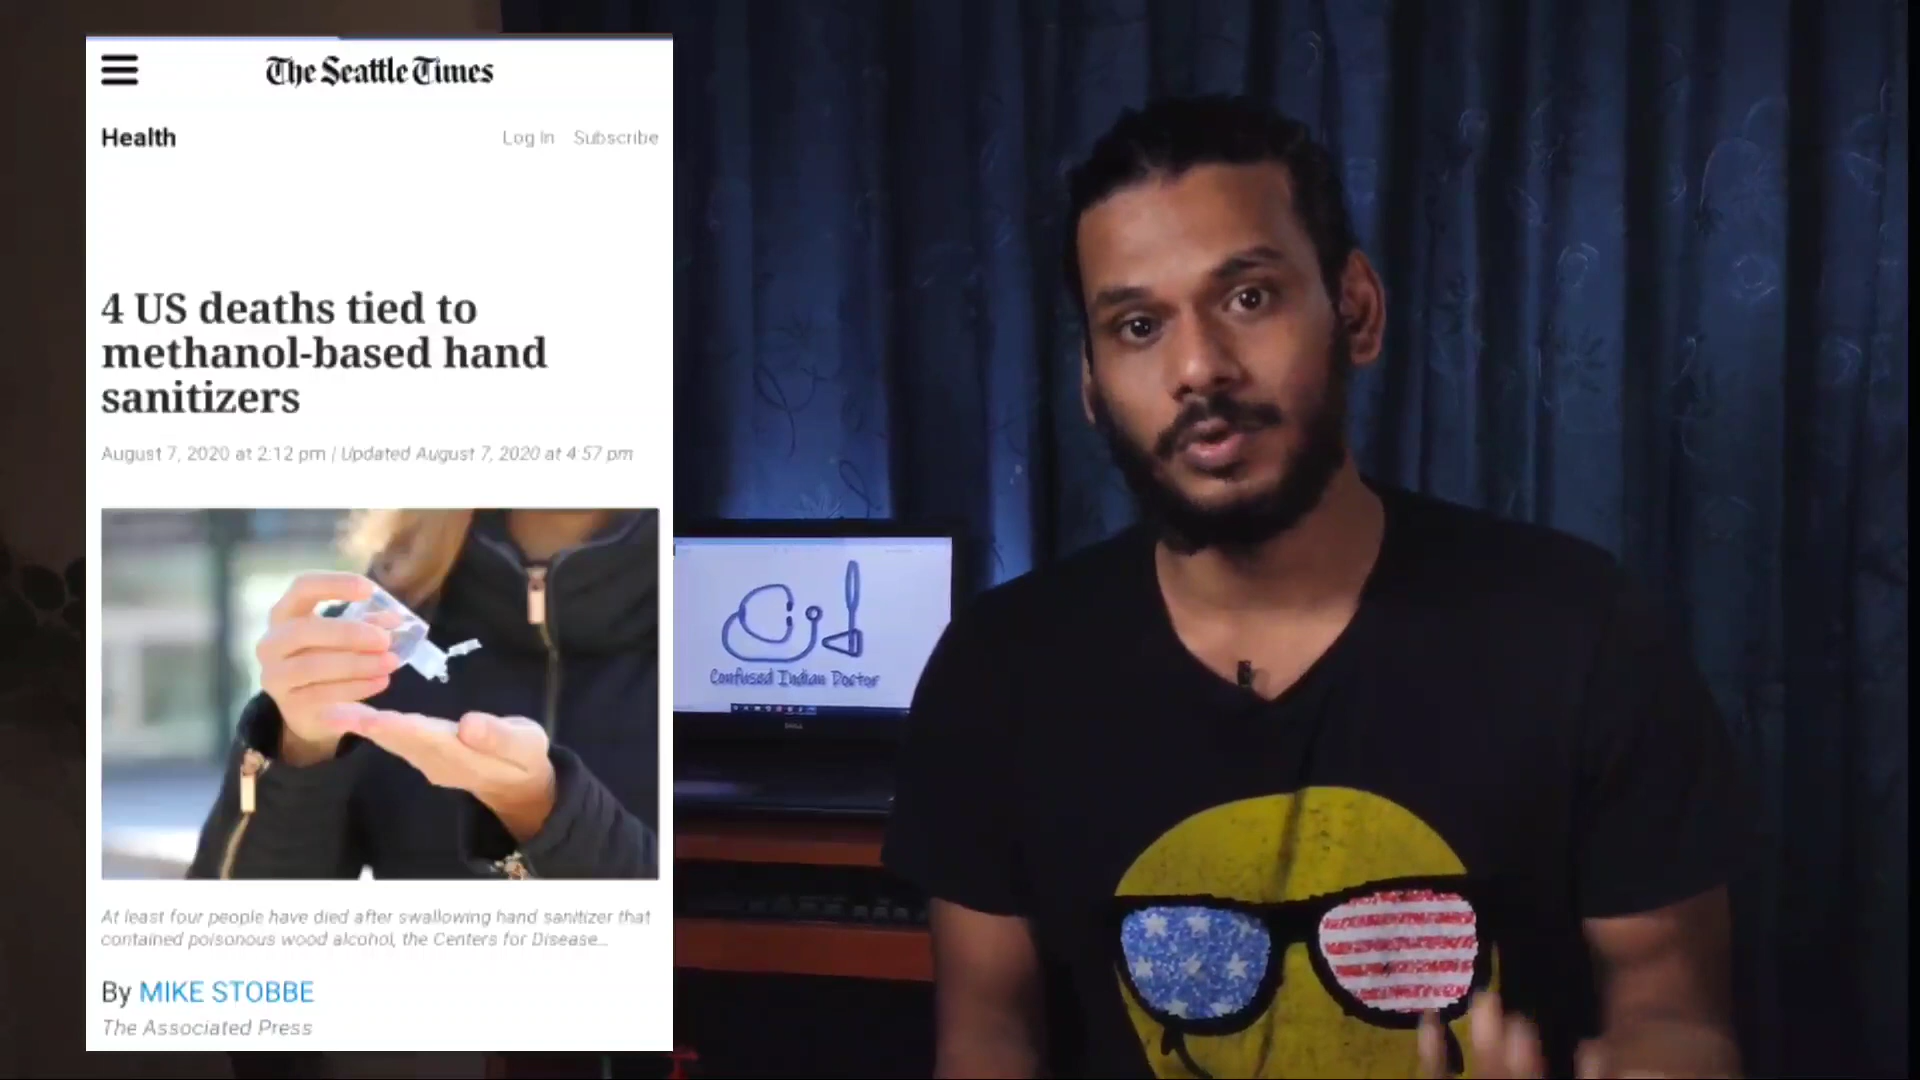 The Seattle Times
Health
Log In Subscribe
4 US deaths tied to
methanol-based hand
sanitizers
August 7, 2020 at 2:12 pm | Updated August 7, 2020 at 4:57 pm
At least four people have died after swallowing hand sanitizer that
contained poisonous wood alcohol, the Centers for Disease...
By MIKE STOBBE
The Associated Press
Cid
Confused Indian Doctor
DELL